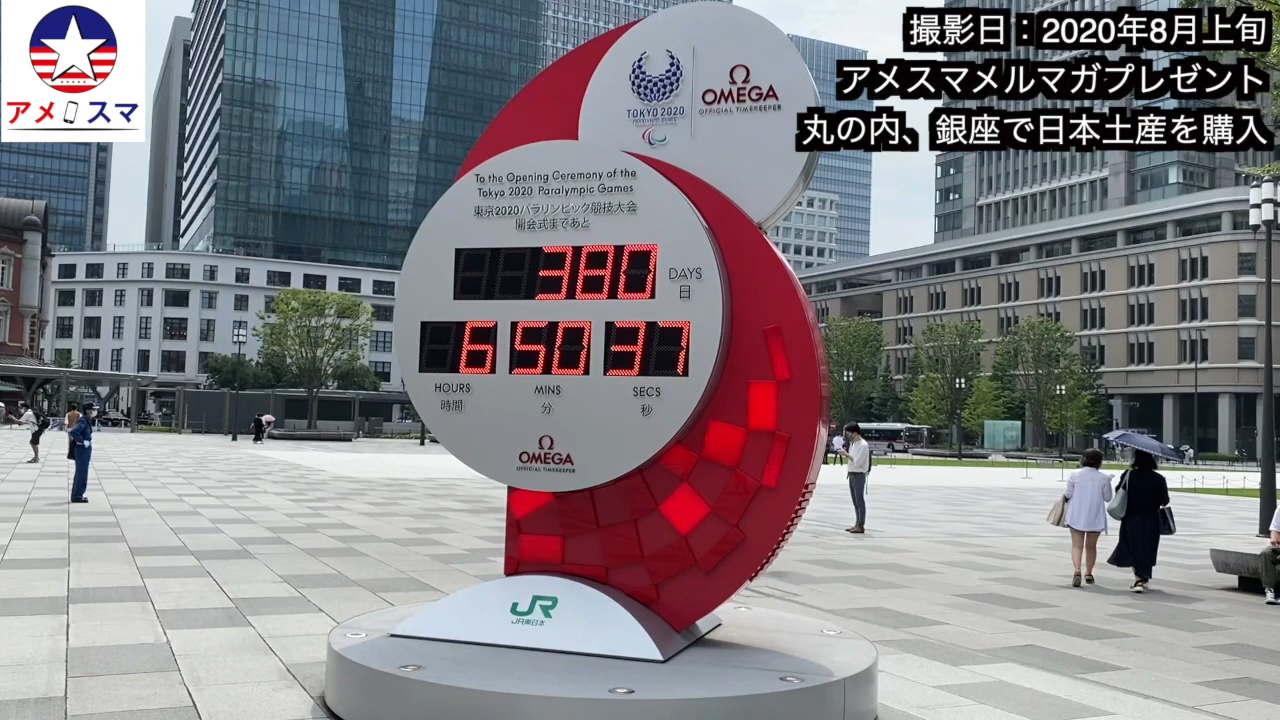 アメスマ
撮影日：2020年8月上旬
アメスマメルマガプレゼント
丸の内、銀座で日本土産を購入
TOKYO 2020
PARALYMPIC GAMES
Ω
OMEGA
OFFICIAL TIMEKEEPER
To the Opening Ceremony of the
Tokyo 2020 Paralympic Games
東京2020パラリンピック競技大会
開会式まであと
380 DAYS
日
6 50 37
HOURS MINS SECS
時間 分 秒
Ω
OMEGA
OFFICIAL TIMEKEEPER
JR
JR東日本